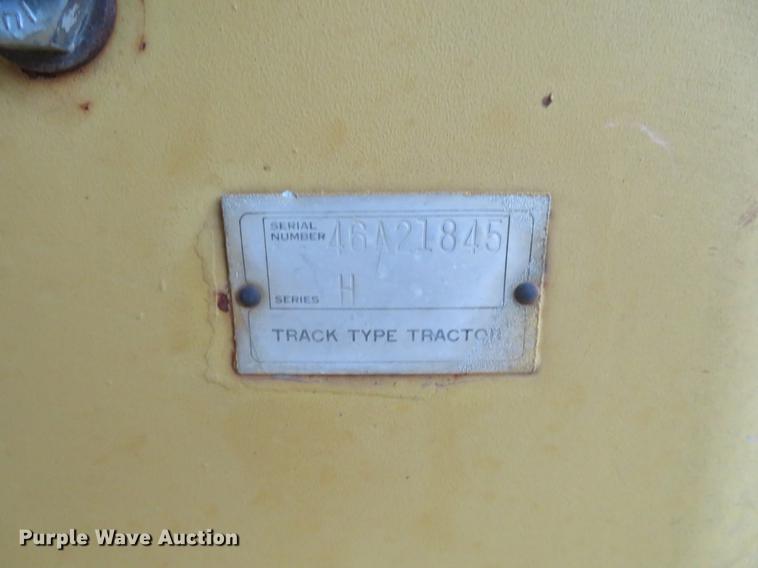 SERIAL
NUMBER 46A21845
SERIES H
TRACK TYPE TRACTOR
Purple Wave Auction